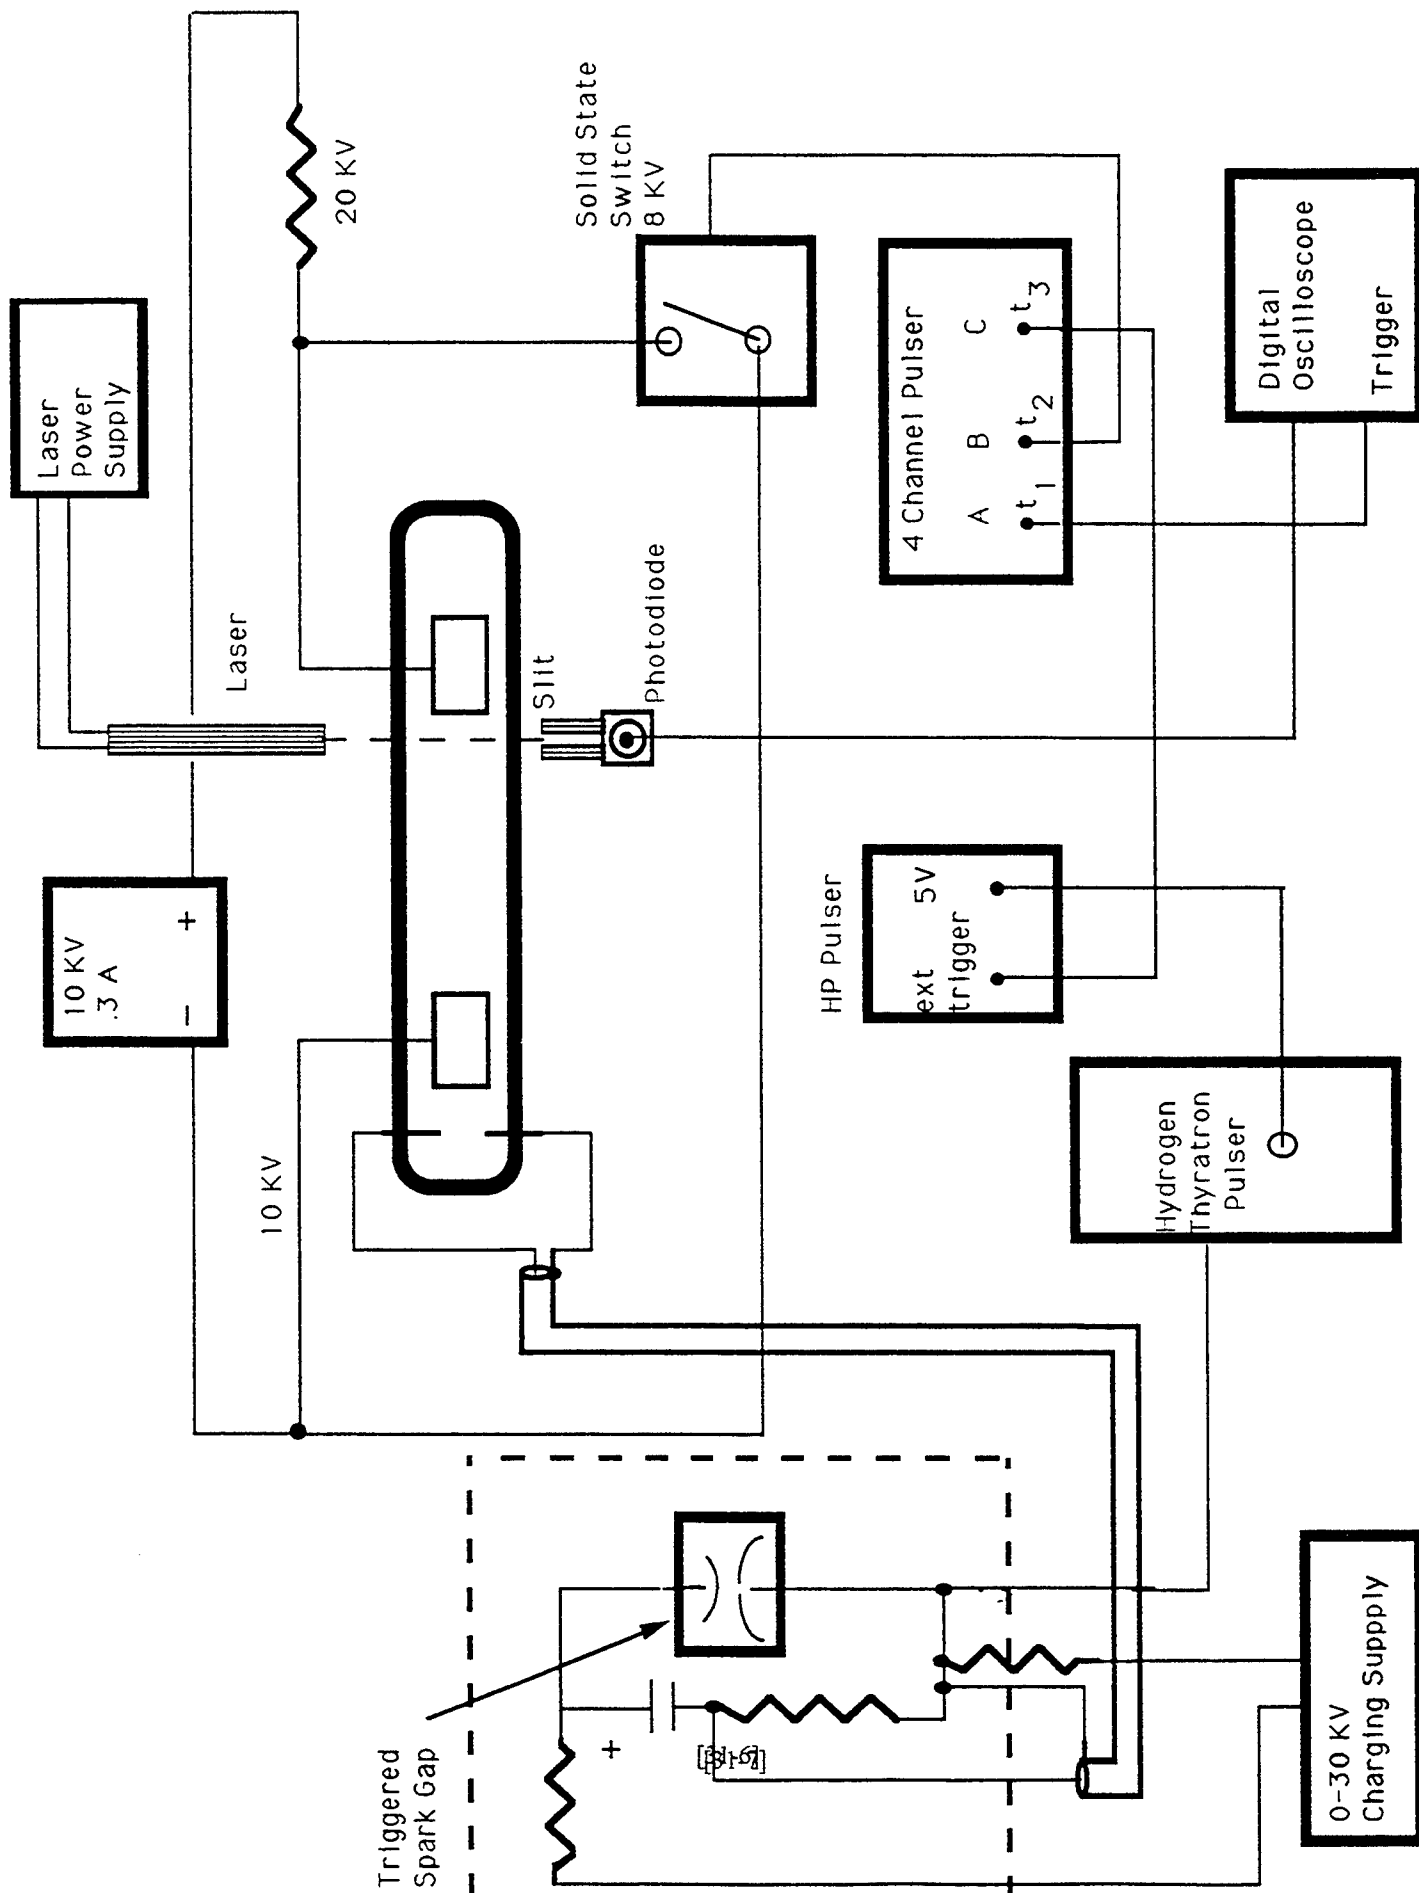 Laser
Power
Supply
20 KV
Solid State
Switch
8 KV
Laser
Slit
Photodiode
4 Channel Pulser
A
B
C
t1
t2
t3
Digital
Oscilloscope
Trigger
10 KV
.3 A
-
+
10 KV
HP Pulser
ext 5V
trigger
Hydrogen
Thyratron
Pulser
Triggered
Spark Gap
+
0-30 KV
Charging Suppply